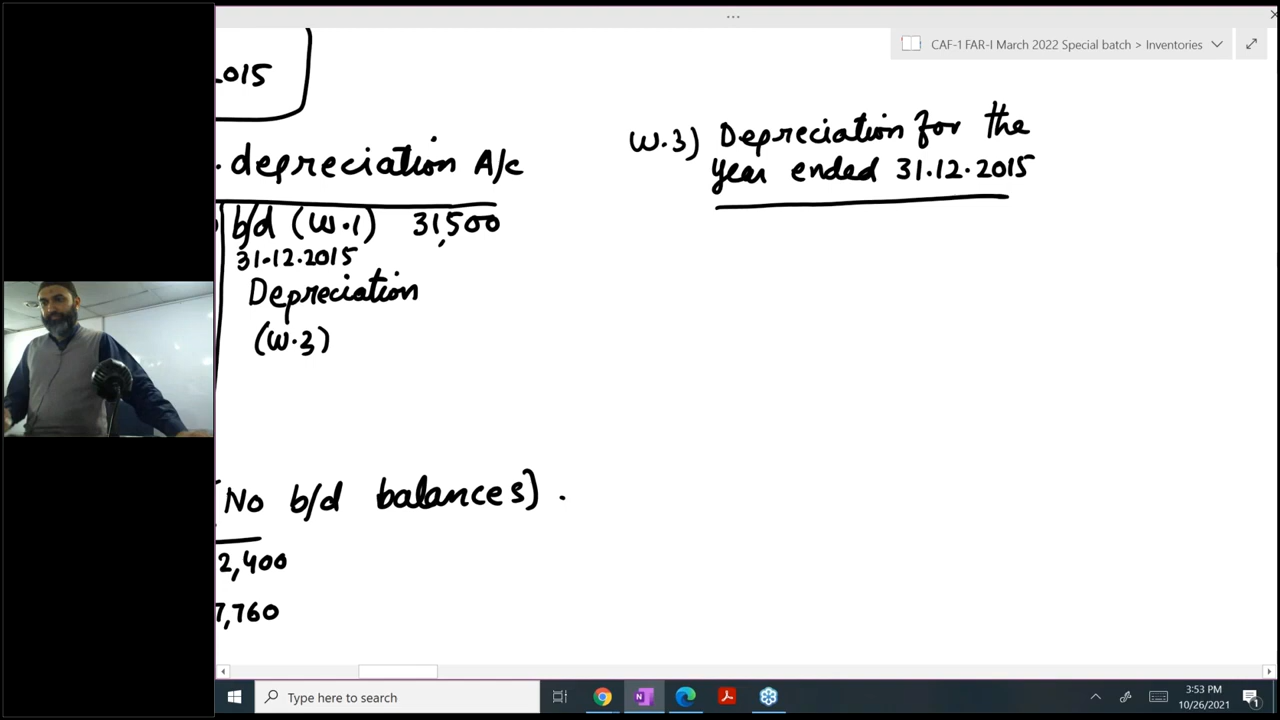 CAF-1 FAR-I March 2022 Special batch > Inventories
.2015
. depreciation A/c
b/d (W.1) 31,500
31.12.2015
Depreciation
(W.3)
W.3) Depreciation for the
year ended 31.12.2015
(No b/d balances).
2,400
7,760
Type here to search
3:53 PM
10/26/2021
1